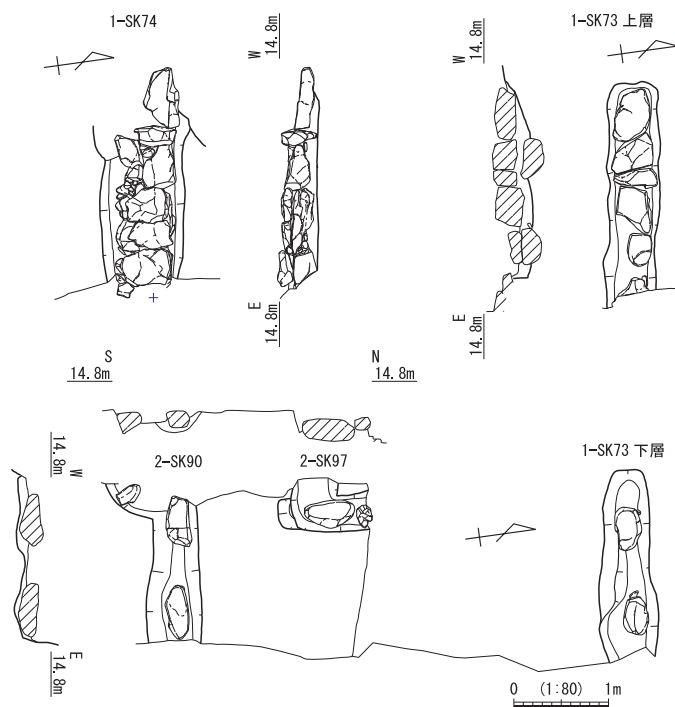 1-SK74
W
14.8m
E
14.8m
W
14.8m
E
14.8m
1-SK73 上層
S
14.8m
N
14.8m
W
14.8m
E
14.8m
2-SK90
2-SK97
1-SK73 下層
0 (1:80) 1m